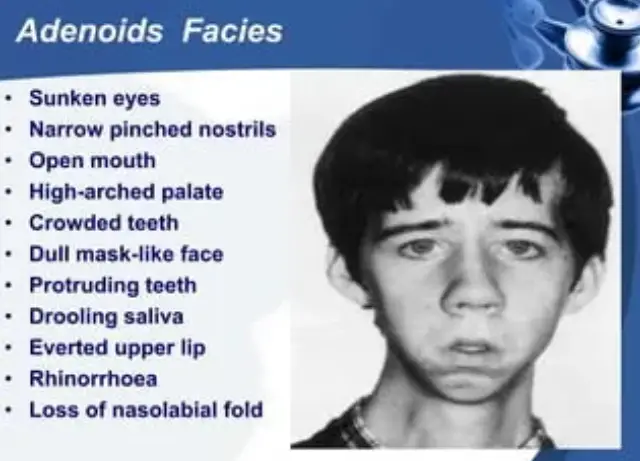 Adenoids Facies
• Sunken eyes
• Narrow pinched nostrils
• Open mouth
• High-arched palate
• Crowded teeth
• Dull mask-like face
• Protruding teeth
• Drooling saliva
• Everted upper lip
• Rhinorrhoea
• Loss of nasolabial fold